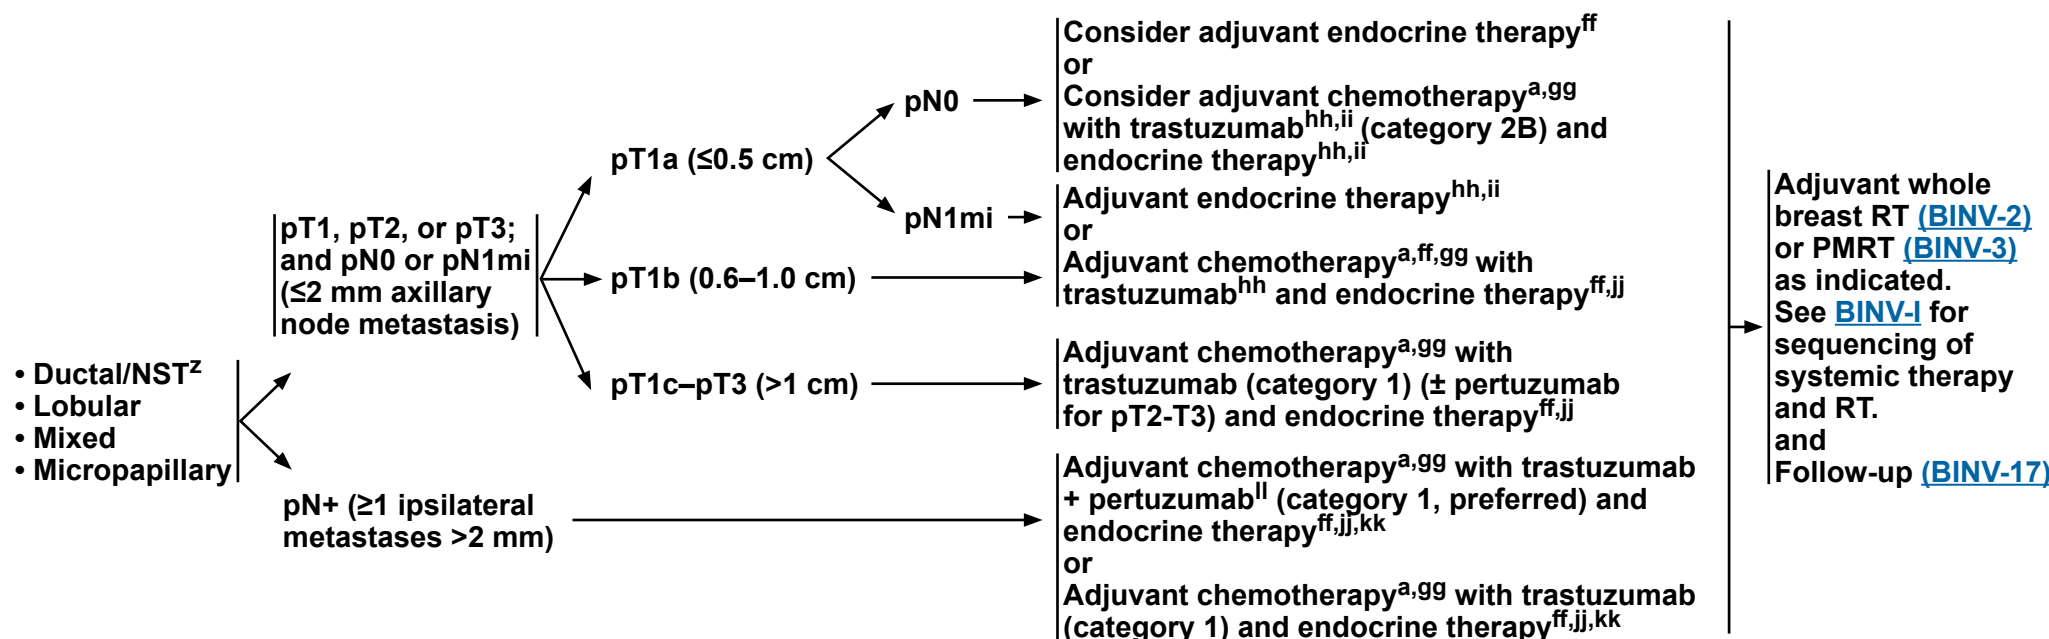 • Ductal/NSTz
• Lobular
• Mixed
• Micropapillary
pT1, pT2, or pT3;
and pN0 or pN1mi
(≤2 mm axillary
node metastasis)
pN+ (≥1 ipsilateral
metastases >2 mm)
pT1a (≤0.5 cm)
pT1b (0.6–1.0 cm)
pT1c–pT3 (>1 cm)
pN0
pN1mi
Consider adjuvant endocrine therapyff
or
Consider adjuvant chemotherapya,gg
with trastuzumabhh,ii (category 2B) and
endocrine therapyhh,ii
Adjuvant endocrine therapyhh,ii
or
Adjuvant chemotherapya,ff,gg with
trastuzumabhh and endocrine therapyff,jj
Adjuvant chemotherapya,gg with
trastuzumab (category 1) (± pertuzumab
for pT2-T3) and endocrine therapyff,jj
Adjuvant chemotherapya,gg with trastuzumab
+ pertuzumabll (category 1, preferred) and
endocrine therapyff,jj,kk
or
Adjuvant chemotherapya,gg with trastuzumab
(category 1) and endocrine therapyff,jj,kk
Adjuvant whole
breast RT (BINV-2)
or PMRT (BINV-3)
as indicated.
See BINV-I for
sequencing of
systemic therapy
and RT.
and
Follow-up (BINV-17)